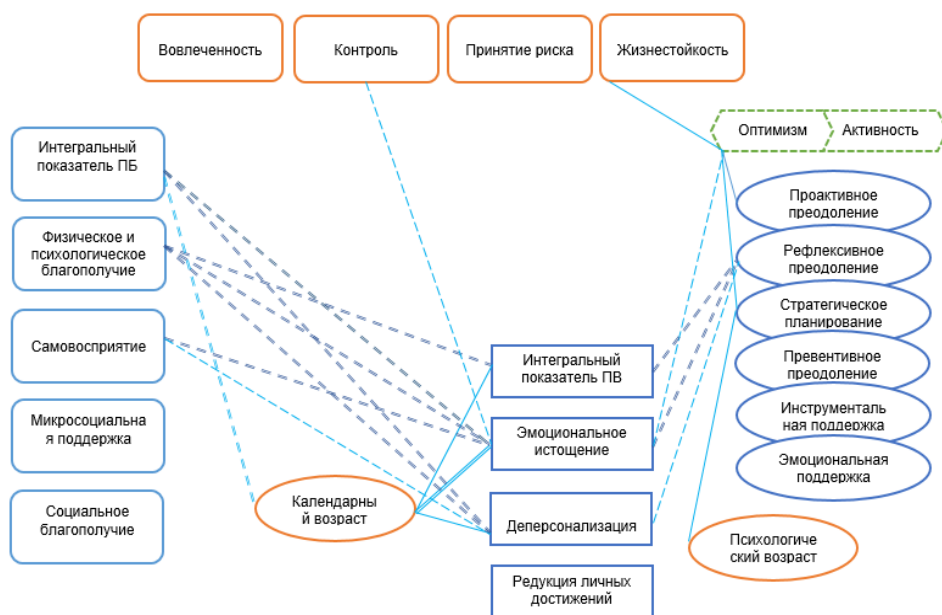 Вовлеченность
Контроль
Принятие риска
Жизнестойкость
Оптимизм
Активность
Интегральный
показатель ПБ
Физическое и
психологическое
благополучие
Самовосприятие
Микросоциальна
я поддержка
Социальное
благополучие
Календарны
й возраст
Интегральный
показатель ПВ
Эмоциональное
истощение
Деперсонализация
Редукция личных
достижений
Проактивное
преодоление
Рефлексивное
преодоление
Стратегическое
планирование
Превентивное
преодоление
Инструменталь
ная поддержка
Эмоциональная
поддержка
Психологиче
ский возраст